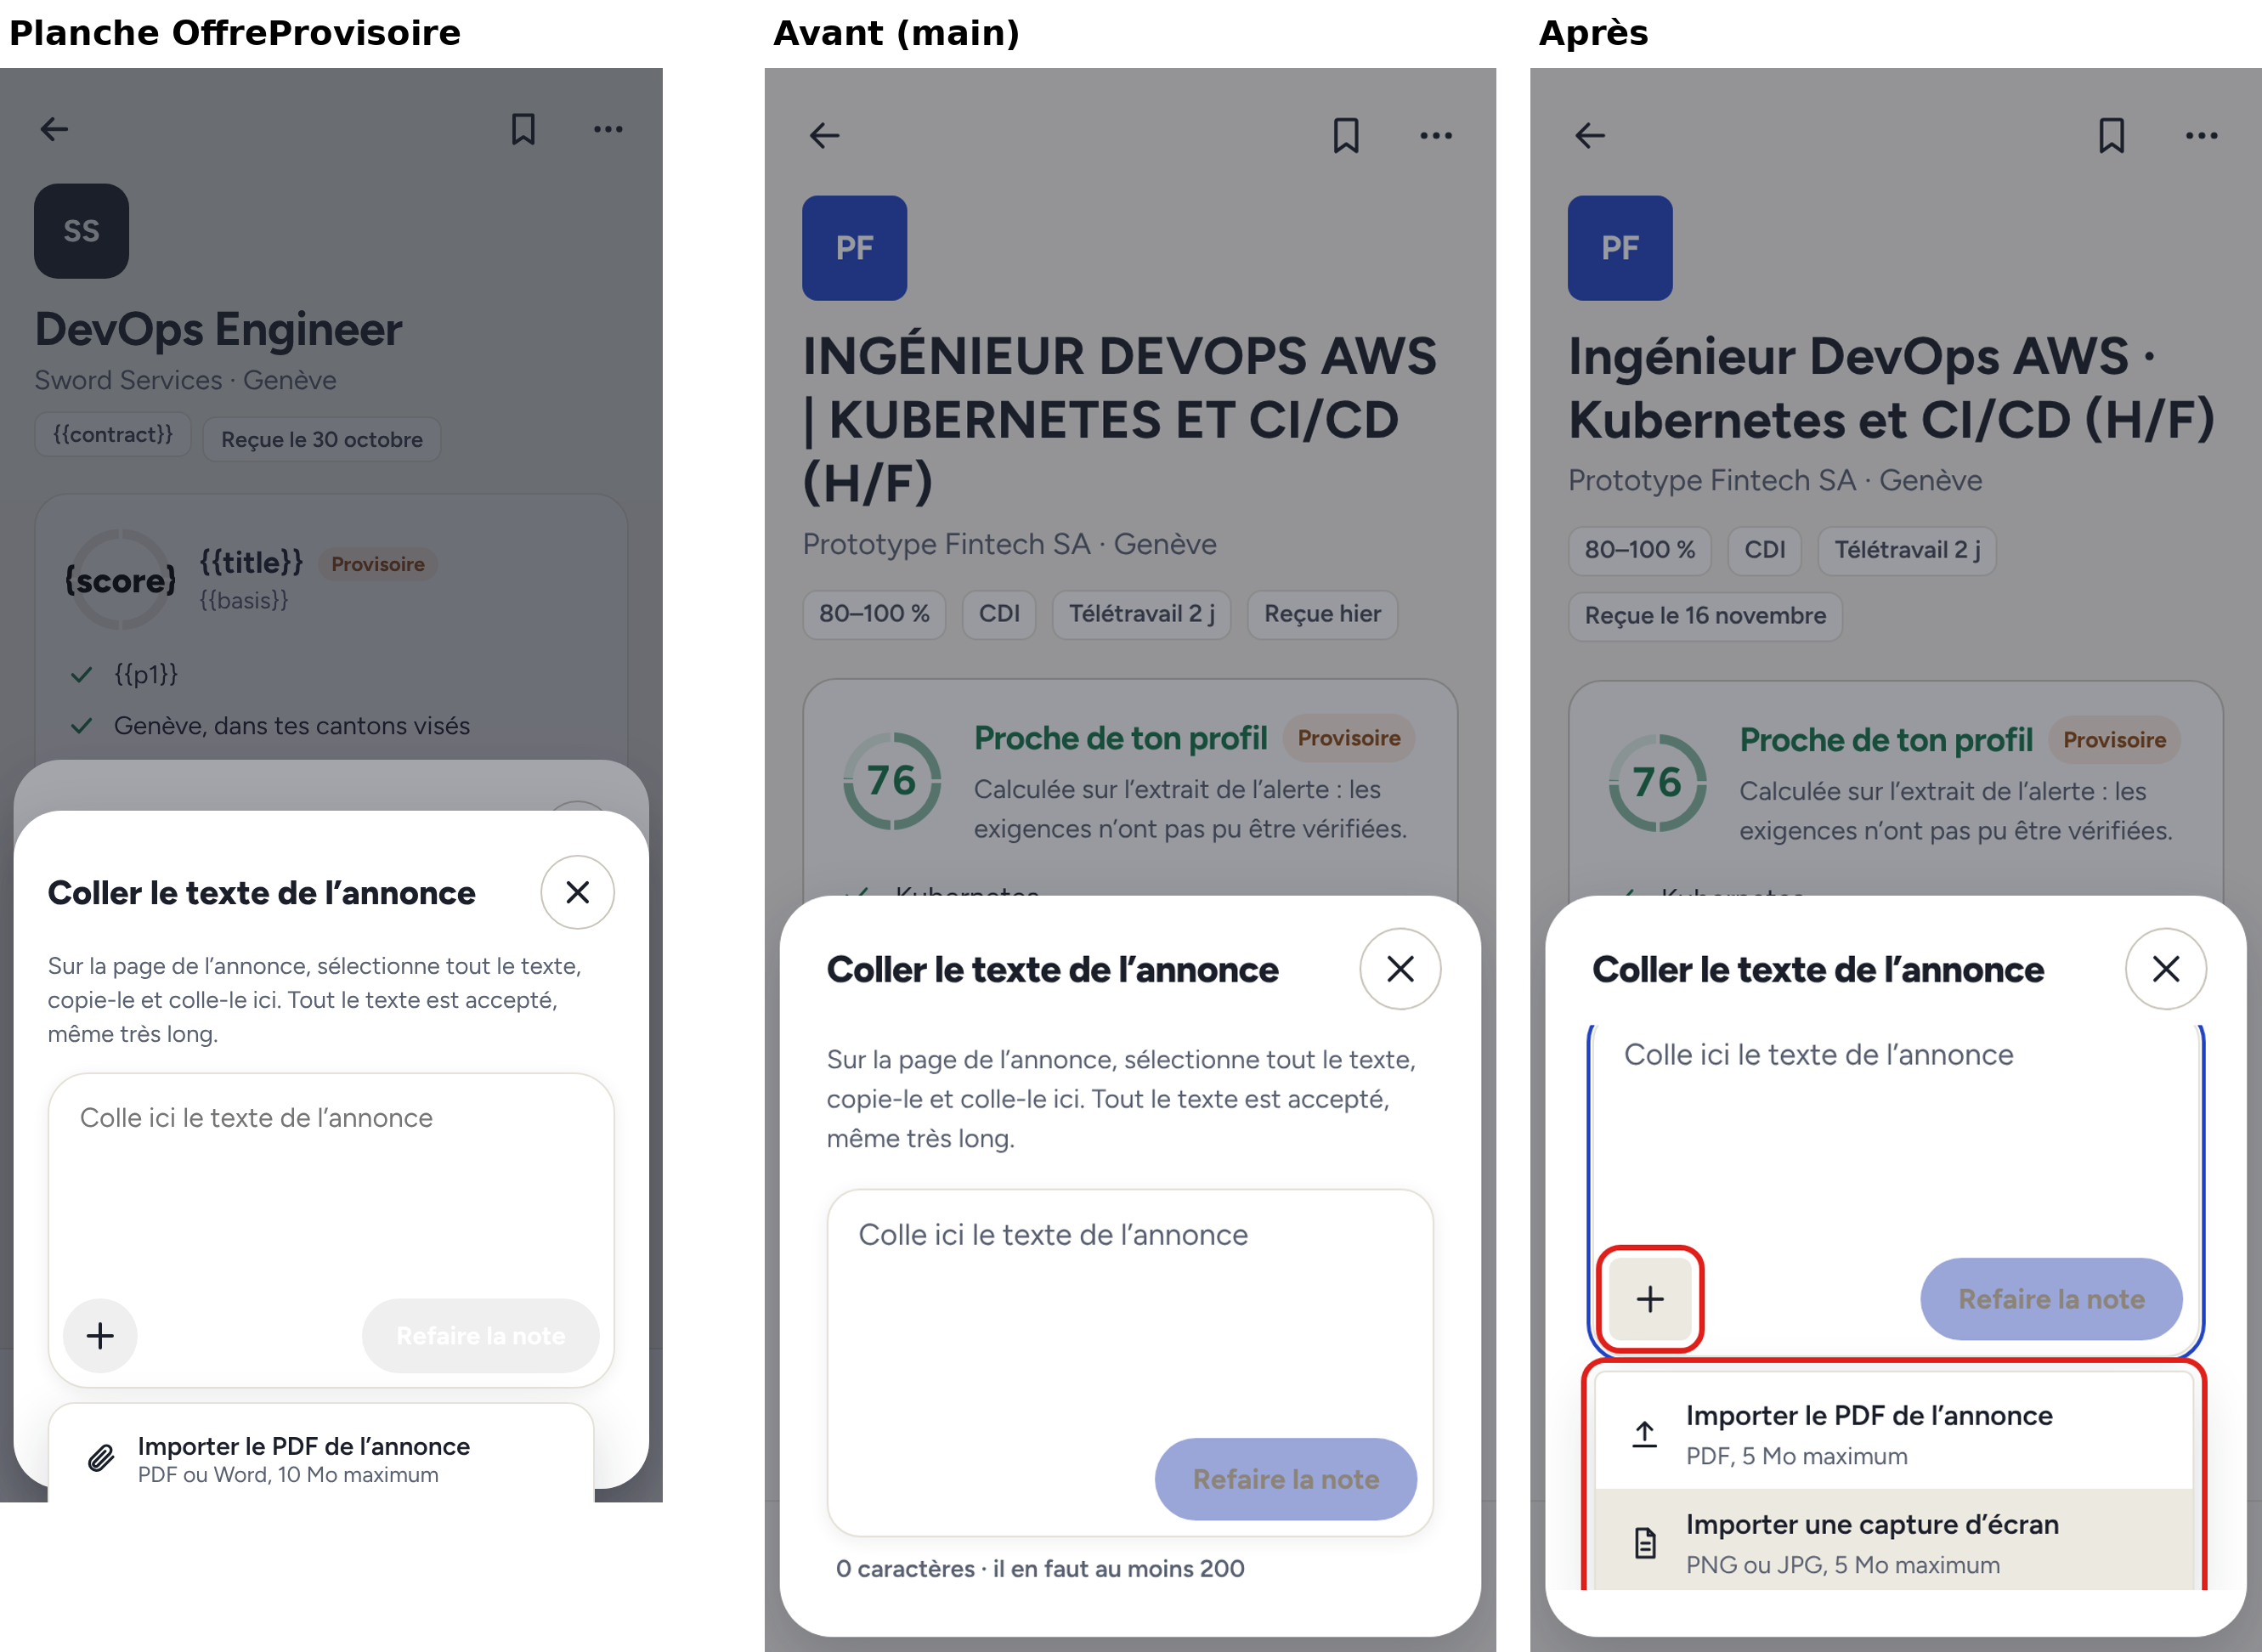 Planche OffreProvisoire
SS
DevOps Engineer
Sword Services · Genève
{{contract}} Reçue le 30 octobre
{score} {{title}} Provisoire
{{basis}}
{{p1}}
Genève, dans tes cantons visés
Coller le texte de l’annonce
Sur la page de l’annonce, sélectionne tout le texte,
copie-le et colle-le ici. Tout le texte est accepté,
même très long.
Colle ici le texte de l’annonce
Refaire la note
Importer le PDF de l’annonce
PDF ou Word, 10 Mo maximum
Avant (main)
PF
INGÉNIEUR DEVOPS AWS
| KUBERNETES ET CI/CD
(H/F)
Prototype Fintech SA · Genève
80–100 % CDI Télétravail 2 j Reçue hier
76 Proche de ton profil Provisoire
Calculée sur l’extrait de l’alerte : les
exigences n’ont pas pu être vérifiées.
Kubernetes
Coller le texte de l’annonce
Sur la page de l’annonce, sélectionne tout le texte,
copie-le et colle-le ici. Tout le texte est accepté,
même très long.
Colle ici le texte de l’annonce
Refaire la note
0 caractères · il en faut au moins 200
Après
PF
Ingénieur DevOps AWS ·
Kubernetes et CI/CD (H/F)
Prototype Fintech SA · Genève
80–100 % CDI Télétravail 2 j
Reçue le 16 novembre
76 Proche de ton profil Provisoire
Calculée sur l’extrait de l’alerte : les
exigences n’ont pas pu être vérifiées.
Kubernetes
Coller le texte de l’annonce
Colle ici le texte de l’annonce
Refaire la note
Importer le PDF de l’annonce
PDF, 5 Mo maximum
Importer une capture d’écran
PNG ou JPG, 5 Mo maximum